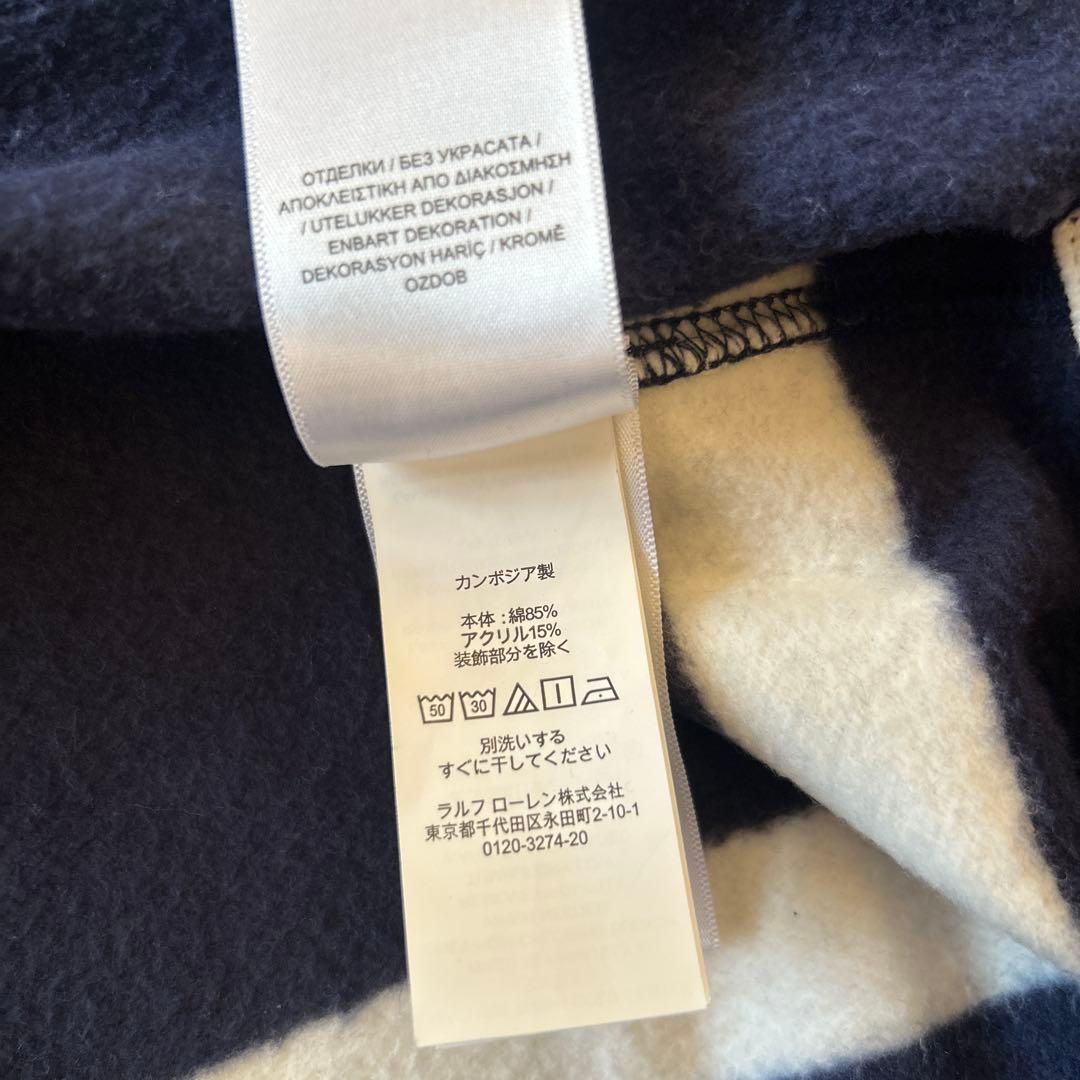 ОТДЕЛКИ / БЕЗ УКРАСАТА /
ΑΠΟΚΛΕΙΣΤΙΚΗ ΑΠΟ ΔΙΑΚΟΣΜΗΣΗ
/ UTELUKKER DEKORASJON /
ENBART DEKORATION /
DEKORASYON HARİÇ / KROMĚ
OZDOB
カンボジア製
本体 : 綿85%
アクリル15%
装飾部分を除く
50 30
別洗いする
すぐに干してください
ラルフ ローレン株式会社
東京都千代田区永田町2-10-1
0120-3274-20